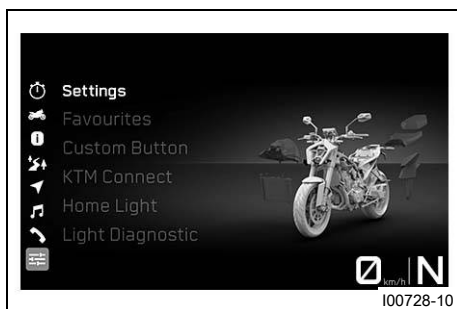 Settings
Favourites
Custom Button
KTM Connect
Home Light
Light Diagnostic
0 km/h N
I00728-10